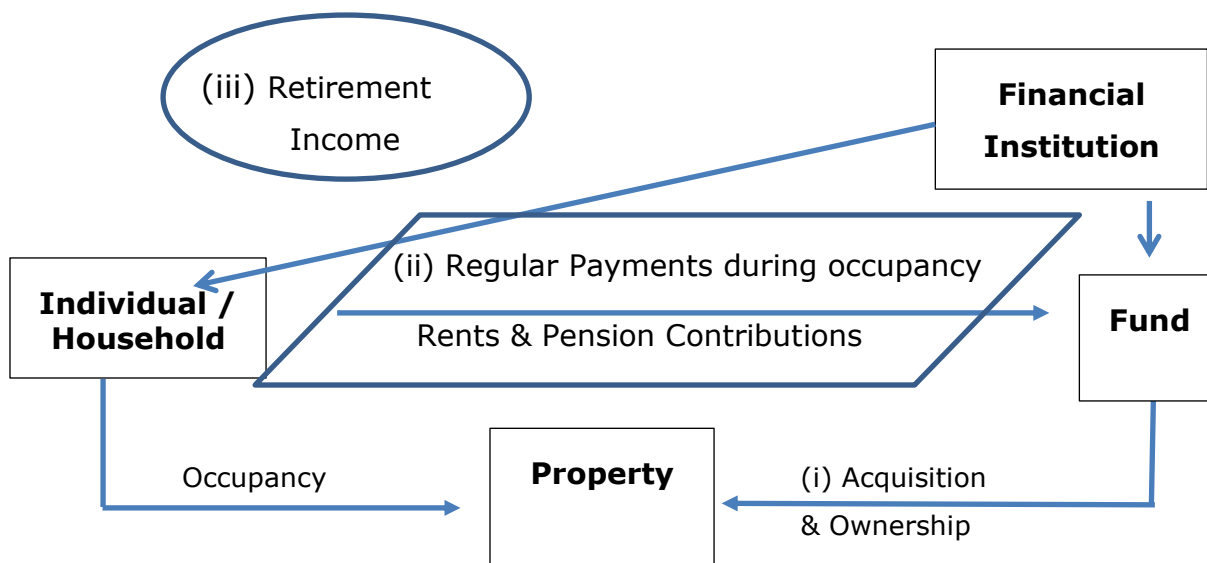 (iii) Retirement
Income
Financial
Institution
(ii) Regular Payments during occupancy
Rents & Pension Contributions
Individual /
Household
Fund
Occupancy
Property
(i) Acquisition
& Ownership